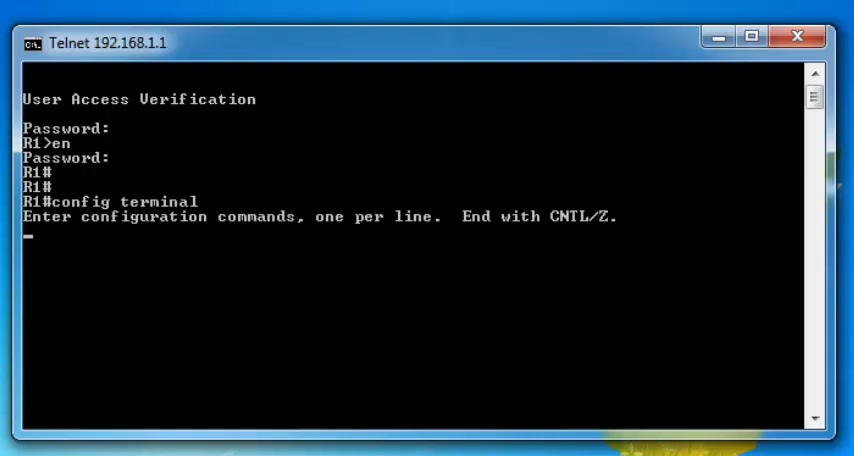 Telnet 192.168.1.1
User Access Verification
Password:
R1>en
Password:
R1#
R1#
R1#config terminal
Enter configuration commands, one per line.  End with CNTL/Z.